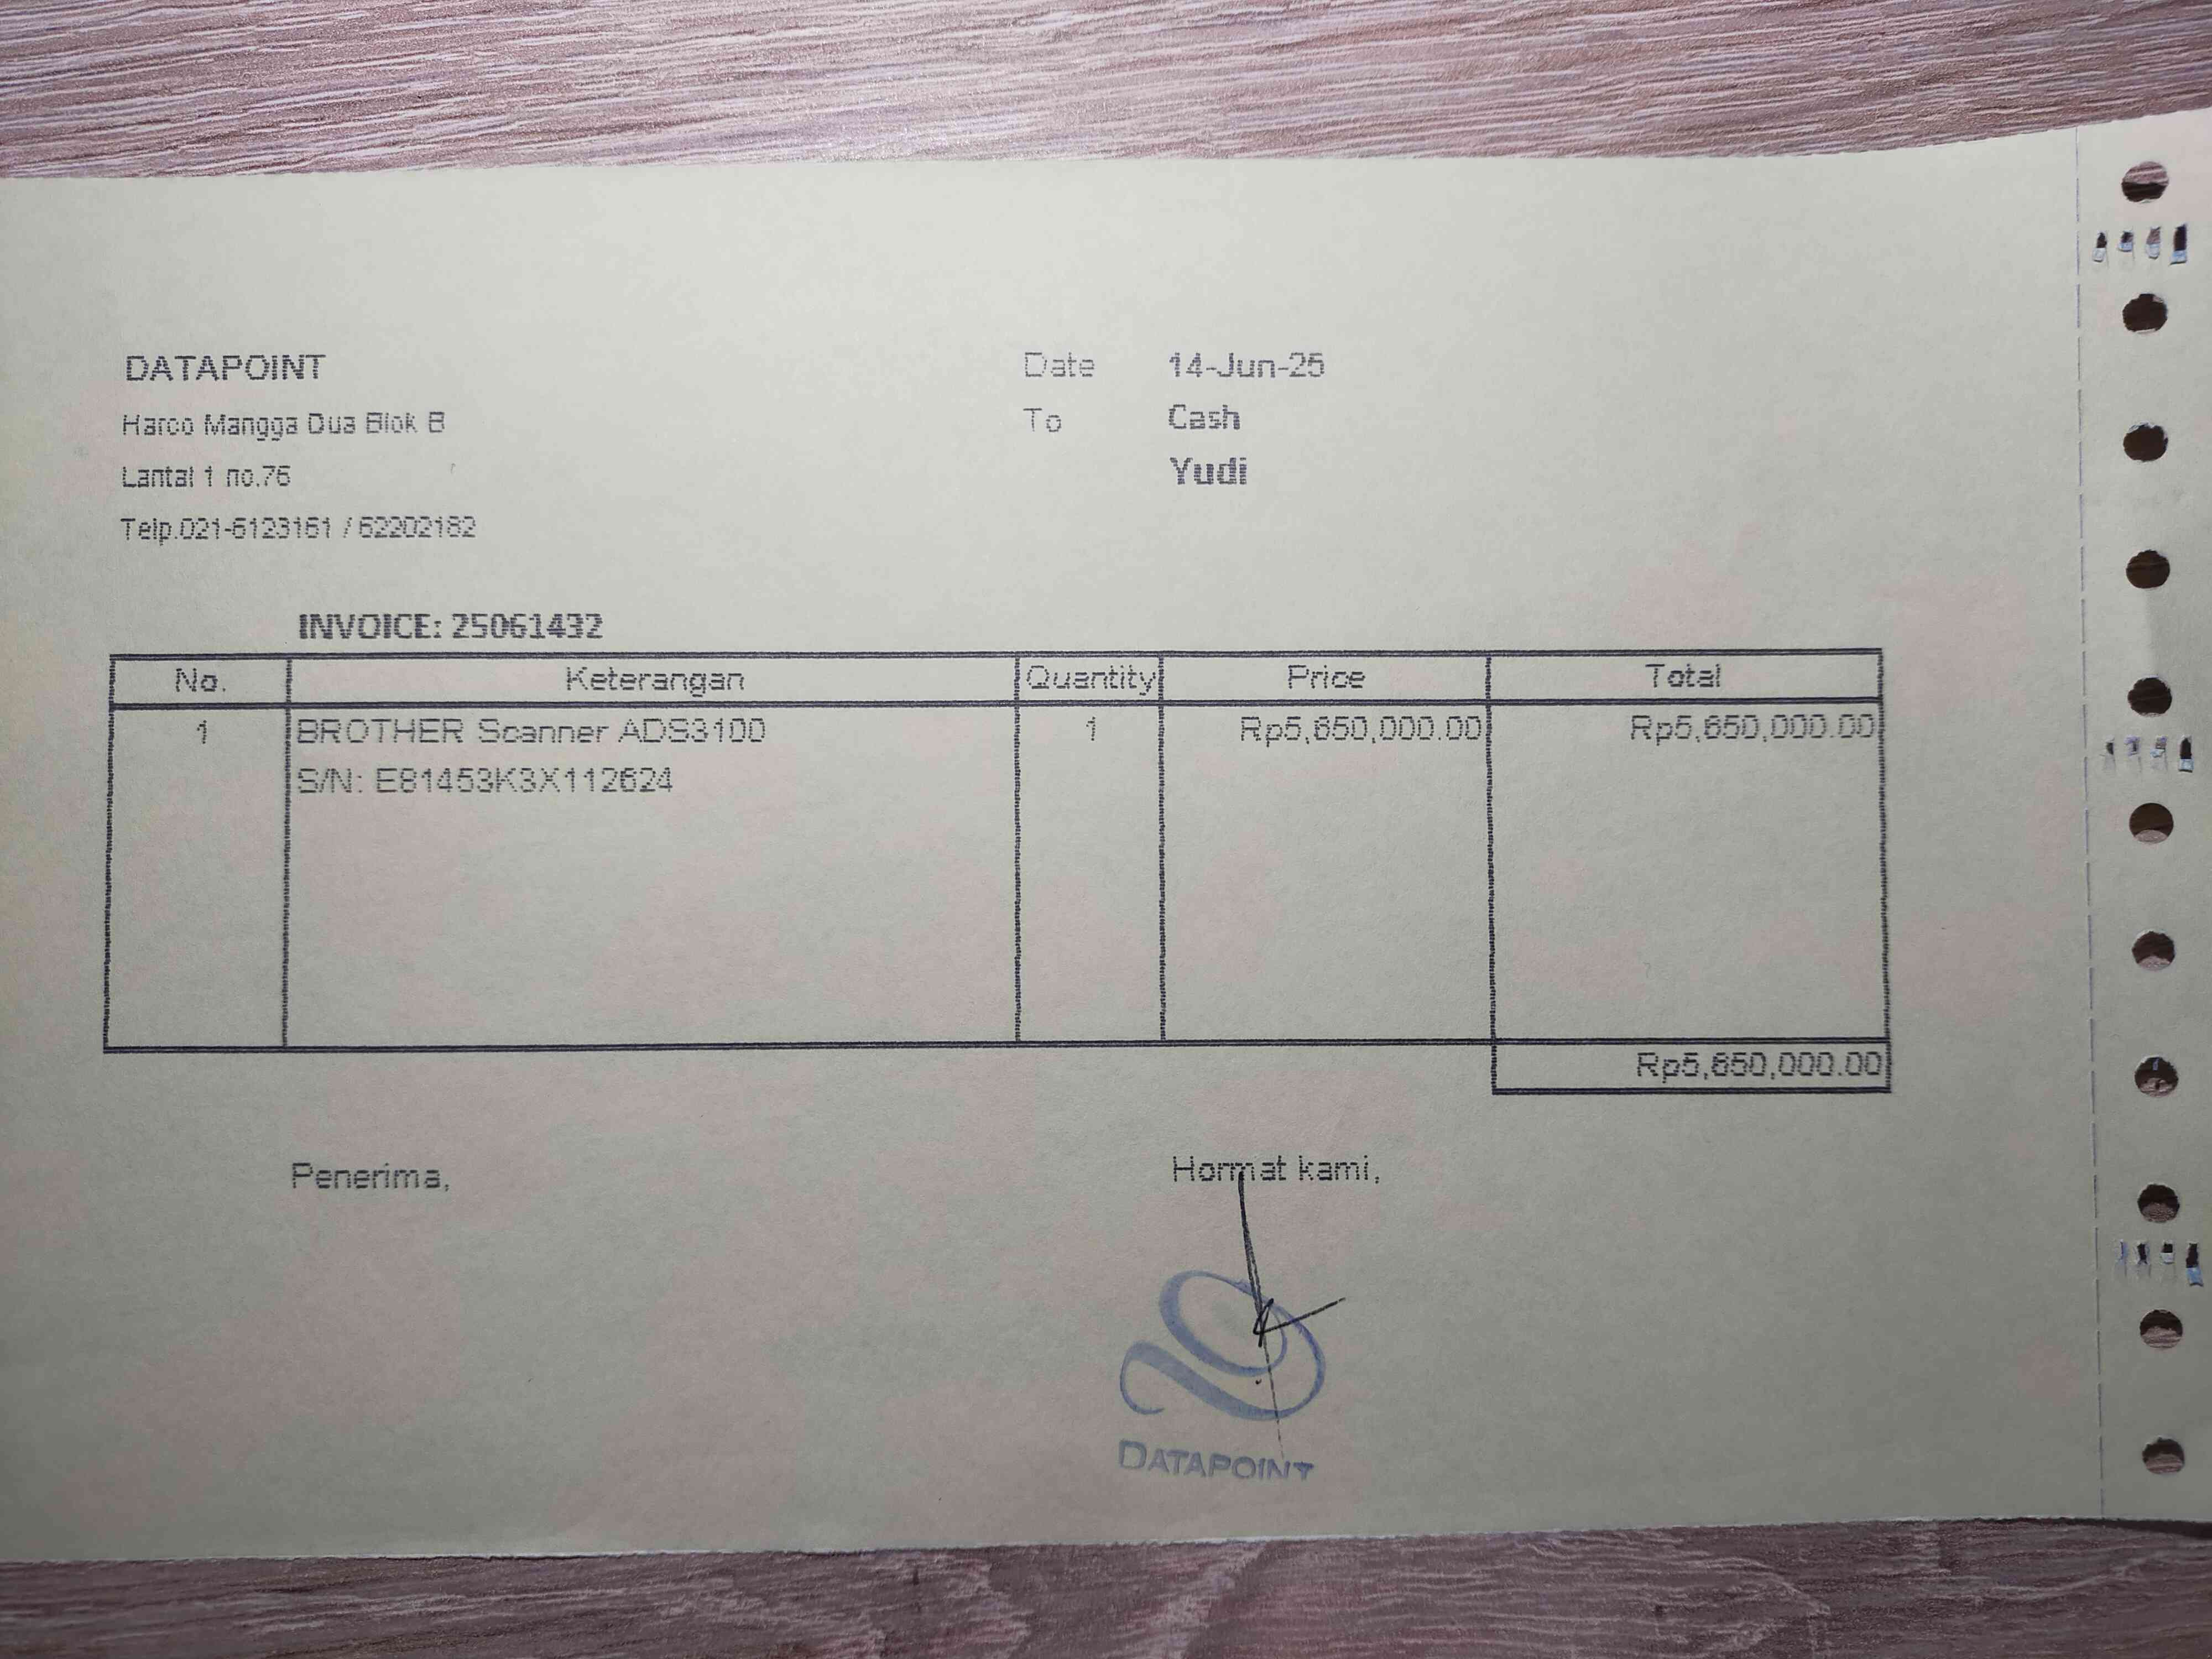 DATAPOINT
Harco Mangga Dua Blok B
Lantai 1 no.76
Telp.021-6123161 / 62202182
Date 14-Jun-25
To Cash
Yudi
INVOICE: 25061432
No. Keterangan Quantity Price Total
1 BROTHER Scanner ADS3100 1 Rp5,650,000.00 Rp5,650,000.00
S/N: E81453K3X112624
Rp5,650,000.00
Penerima,
Hormat kami,
DATAPOINT